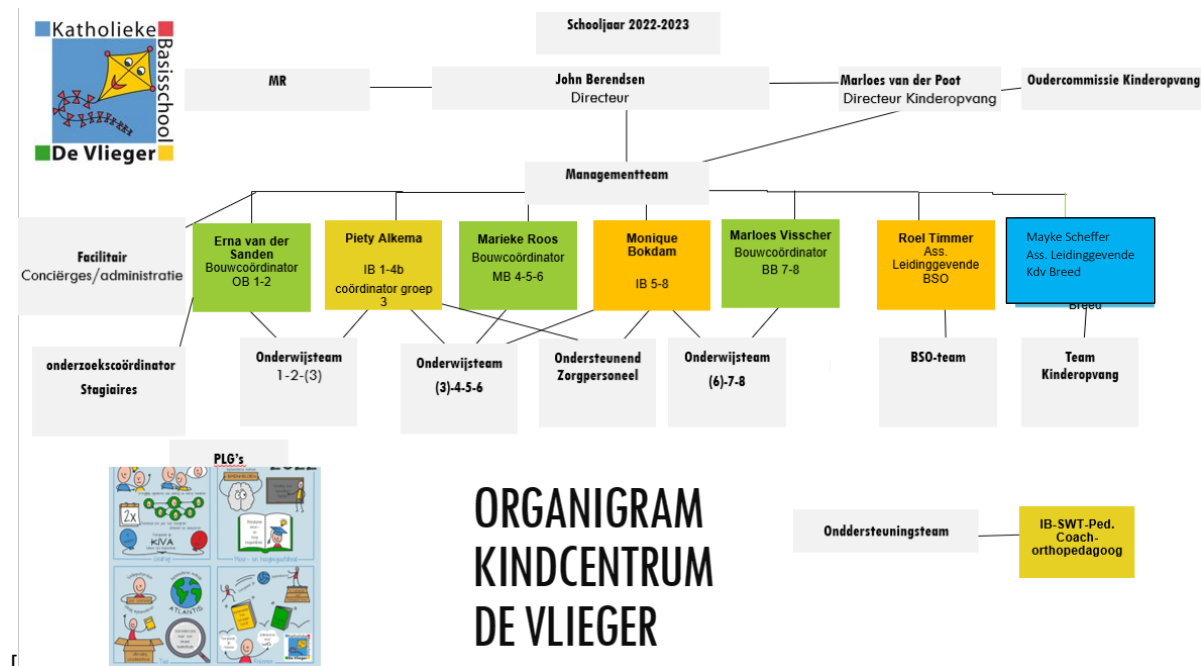 Schooljaar 2022-2023
Katholieke
Basisschool
De Vlieger
MR
John Berendsen
Directeur
Marloes van der Poot
Directeur Kinderopvang
Oudercommissie Kinderopvang
Managementteam
Facilitair
Conciërges/administratie
Erna van der
Sanden
Bouwcoördinator
OB 1-2
Piety Alkema
IB 1-4b
coördinator groep
3
Marieke Roos
Bouwcoördinator
MB 4-5-6
Monique
Bokdam
IB 5-8
Marloes Visscher
Bouwcoördinator
BB 7-8
Roel Timmer
Ass.
Leidinggevende
BSO
Mayke Scheffer
Ass. Leidinggevende
Kdv Breed
Breed
onderzoekscoördinator
Stagiaires
Onderwijsteam
1-2-(3)
Onderwijsteam
(3)-4-5-6
Ondersteunend
Zorgpersoneel
Onderwijsteam
(6)-7-8
BSO-team
Team
Kinderopvang
PLG's
2022
2x
KIVA
ATLANTIS
De Vlieger
ORGANIGRAM
KINDCENTRUM
DE VLIEGER
Onddersteuningsteam
IB-SWT-Ped.
Coach-
orthopedagoog